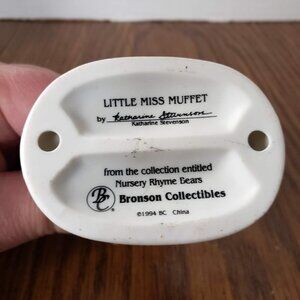 LITTLE MISS MUFFET
by Katharine Stevenson
Katharine Stevenson
from the collection entitled
Nursery Rhyme Bears
BC Bronson Collectibles
©1994 BC China